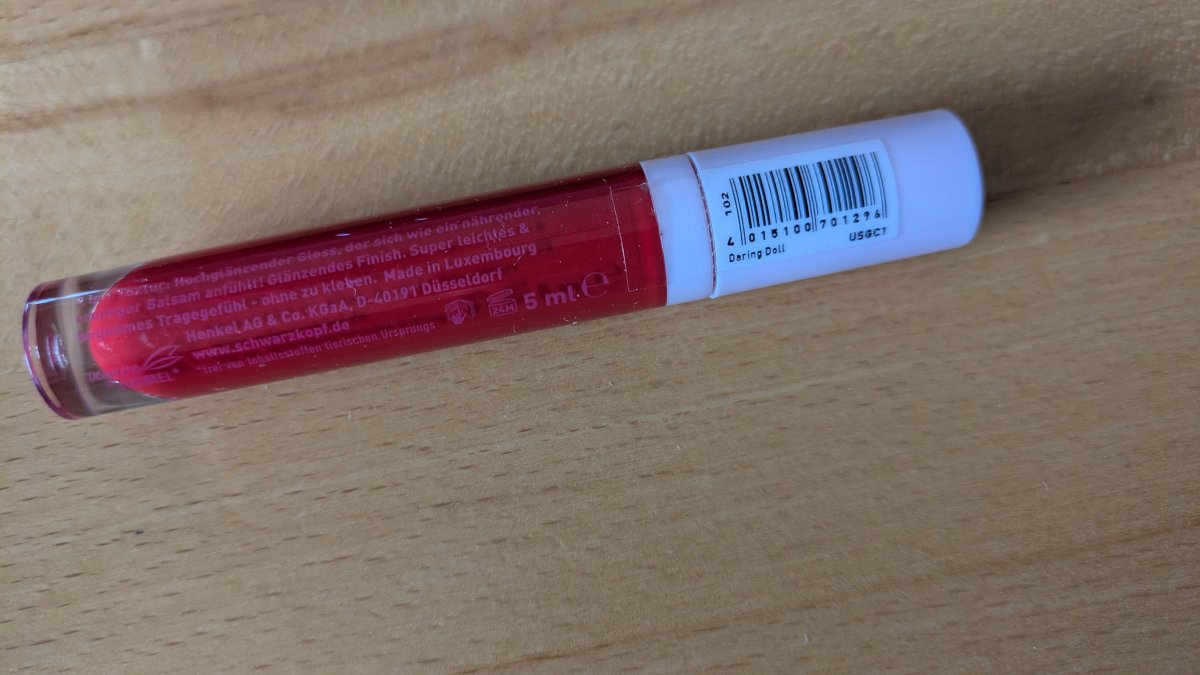 Hochglänzender Gloss, der sich wie ein nährender,
Balsam anfühlt! Glänzendes Finish. Super leichtes &
Tragegefühl - ohne zu kleben. Made in Luxembourg
Henkel AG & Co. KGaA, D-40191 Düsseldorf
www.schwarzkopf.de
*frei von Inhaltsstoffen tierischen Ursprungs
24M
5 ml ℮
102
4 015100 701296
Daring Doll
USGC1